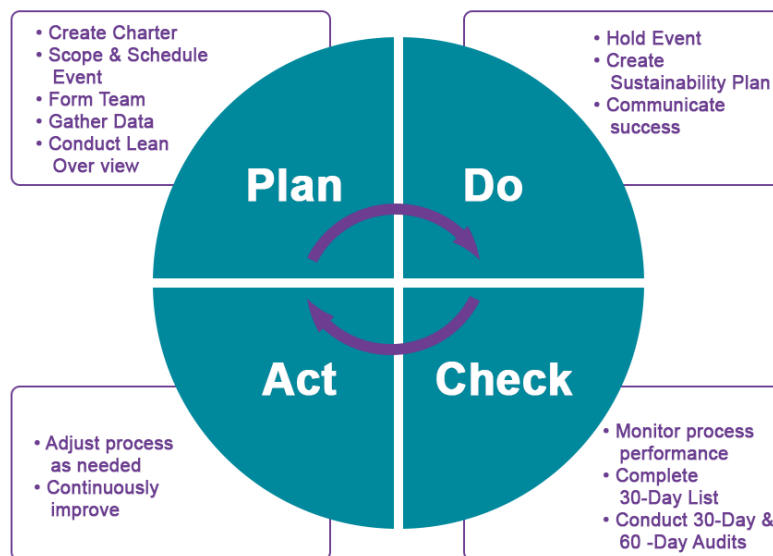 • Create Charter
• Scope & Schedule
Event
• Form Team
• Gather Data
• Conduct Lean
Over view
• Hold Event
• Create
Sustainability Plan
• Communicate
success
Plan
Do
Act
Check
• Adjust process
as needed
• Continuously
improve
• Monitor process
performance
• Complete
30-Day List
• Conduct 30-Day &
60 -Day Audits